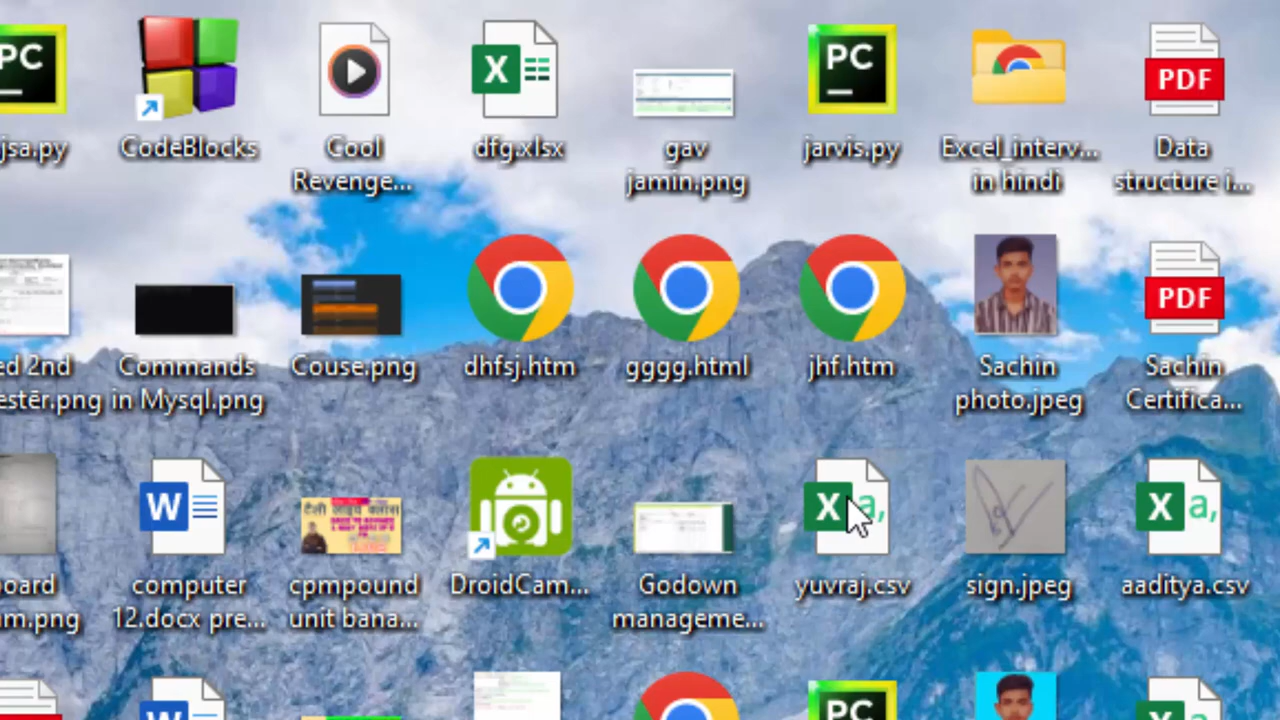 PC
X
PC
PDF
jsa.py
CodeBlocks
Cool
Revenge...
dfg.xlsx
gav
jamin.png
jarvis.py
Excel_interv...
in hindi
Data
structure i...
PDF
ed 2nd
ester.png
Commands
in Mysql.png
Couse.png
dhfsj.htm
gggg.html
jhf.htm
Sachin
photo.jpeg
Sachin
Certifica...
W
टैली लाइव क्लास
X
a,
X
a,
oard
am.png
computer
12.docx pre...
cpmpound
unit bana...
DroidCam...
Godown
manageme...
yuvraj.csv
sign.jpeg
aaditya.csv
W
PC